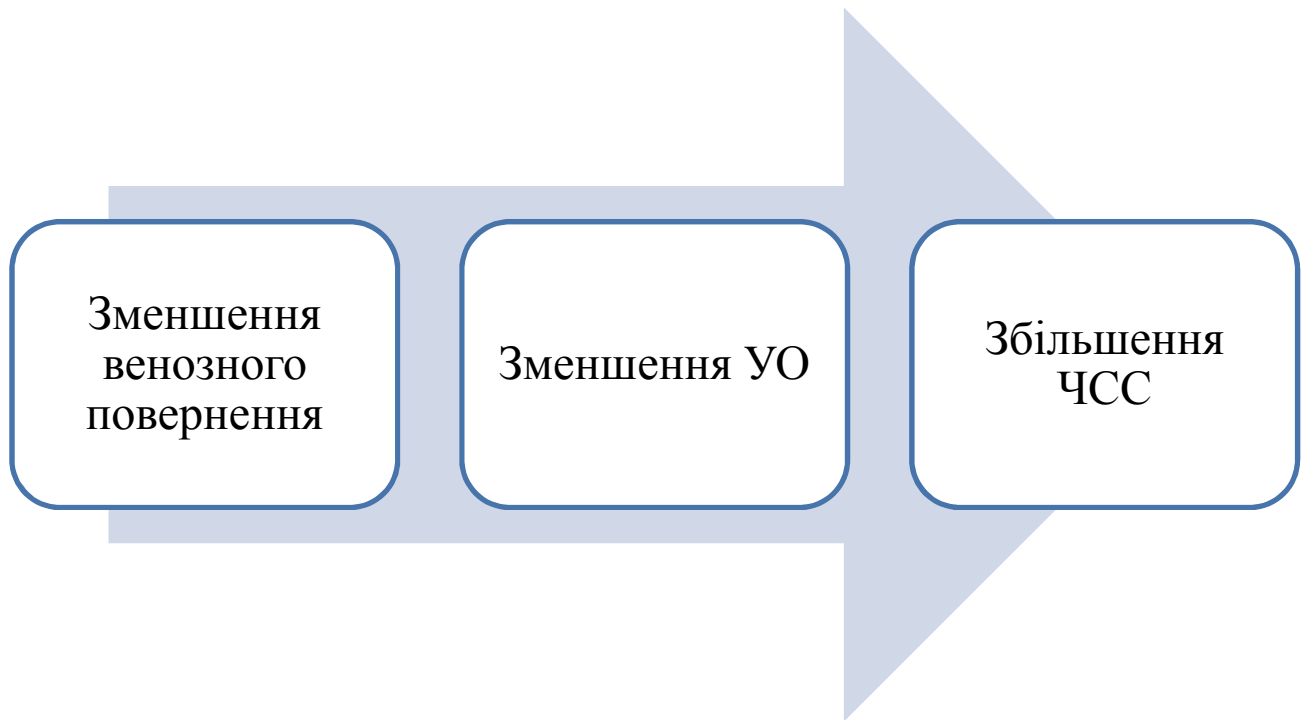 Зменшення
венозного
повернення
Зменшення УО
Збільшення
ЧСС